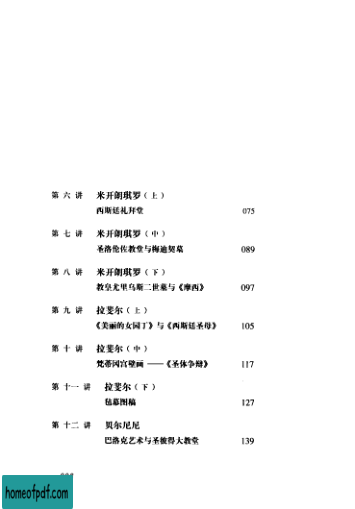 第六讲 米开朗琪罗（上）
西斯廷礼拜堂 075
第七讲 米开朗琪罗（中）
圣洛伦佐教堂与梅迪契墓 089
第八讲 米开朗琪罗（下）
教皇尤里乌斯二世墓与《摩西》 097
第九讲 拉斐尔（上）
《美丽的女园丁》与《西斯廷圣母》 105
第十讲 拉斐尔（中）
梵蒂冈宫壁画——《圣体争辩》 117
第十一讲 拉斐尔（下）
毡幕图稿 127
第十二讲 贝尔尼尼
巴洛克艺术与圣彼得大教堂 139
homeofpdf.com